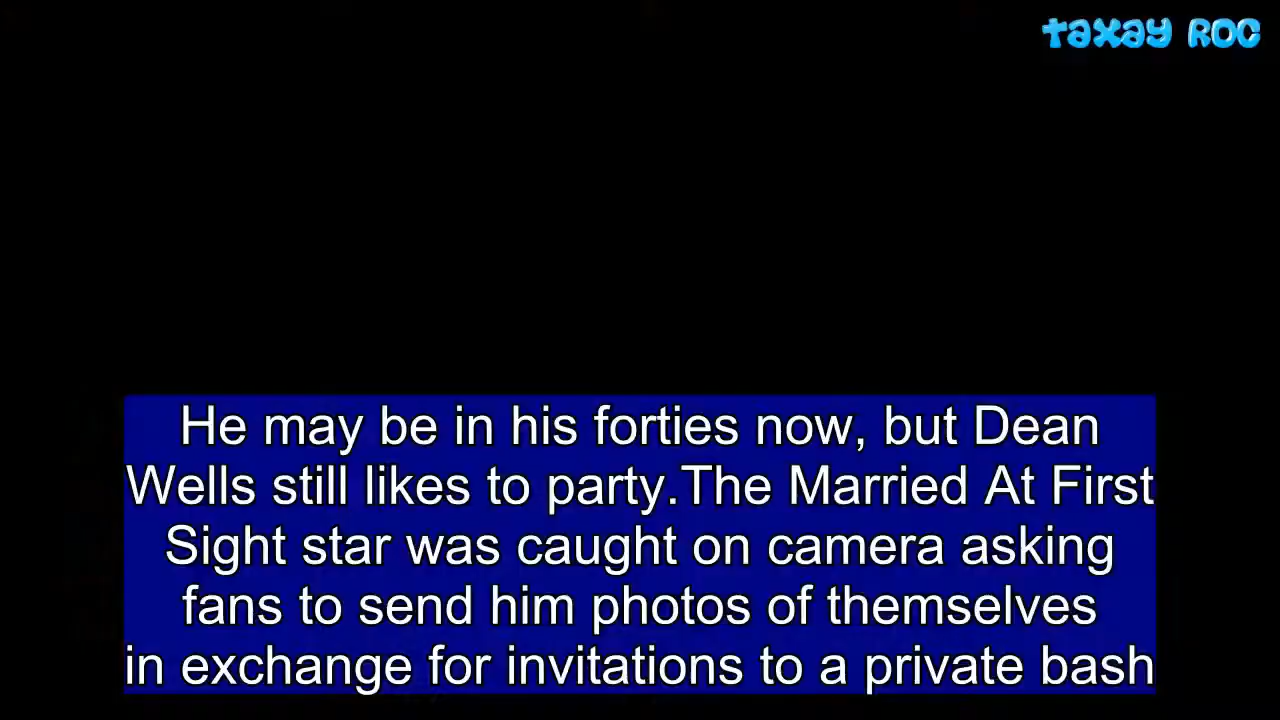 TAXAY ROC
He may be in his forties now, but Dean
Wells still likes to party.The Married At First
Sight star was caught on camera asking
fans to send him photos of themselves
in exchange for invitations to a private bash